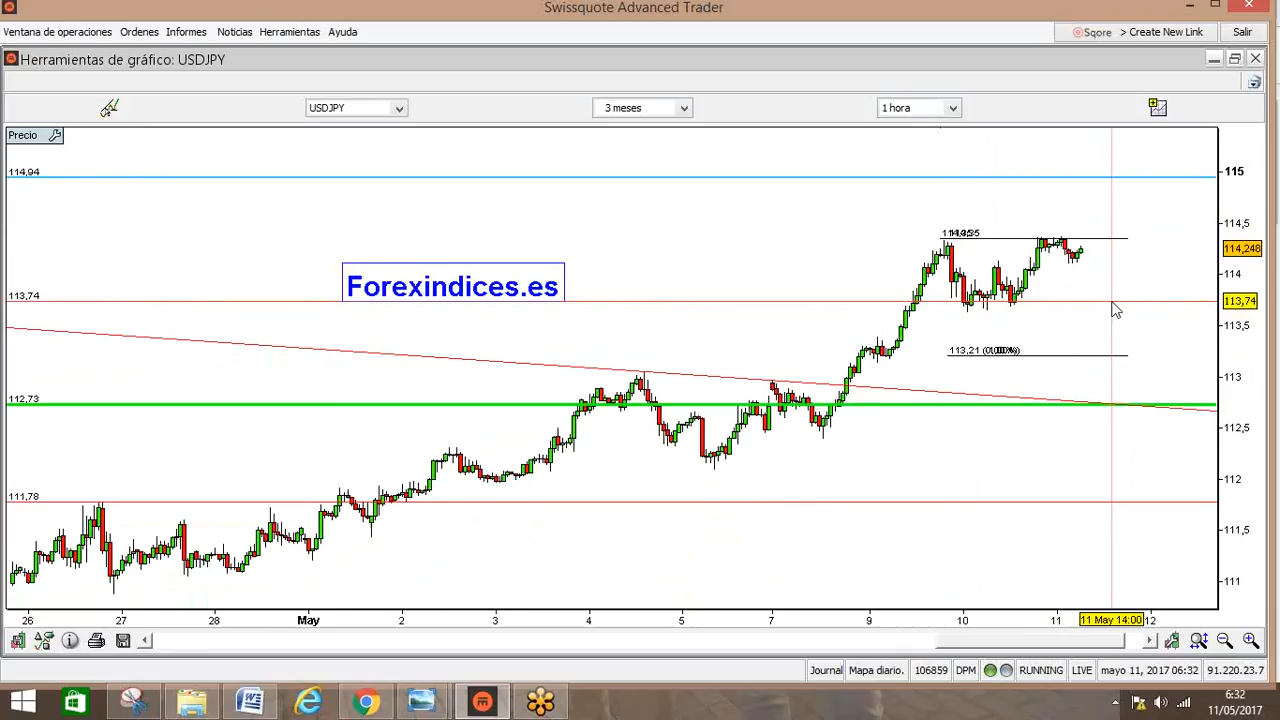 Swissquote Advanced Trader
Ventana de operaciones Ordenes Informes Noticias Herramientas Ayuda
Sqore > Create New Link Salir
Herramientas de gráfico: USDJPY
USDJPY 3 meses 1 hora
Precio
114,94
115
114,5
114,248
114
Forexindices.es
113,74
113,74
113,5
113,21
113
112,73
112,5
112
111,78
111,5
111
26 27 28 May 2 3 4 5 6 7 8 9 10 11 11 May 14:00 12
Journal Mapa diario. 106859 DPM RUNNING LIVE mayo 11, 2017 06:32 91.220.23.7
6:32
11/05/2017